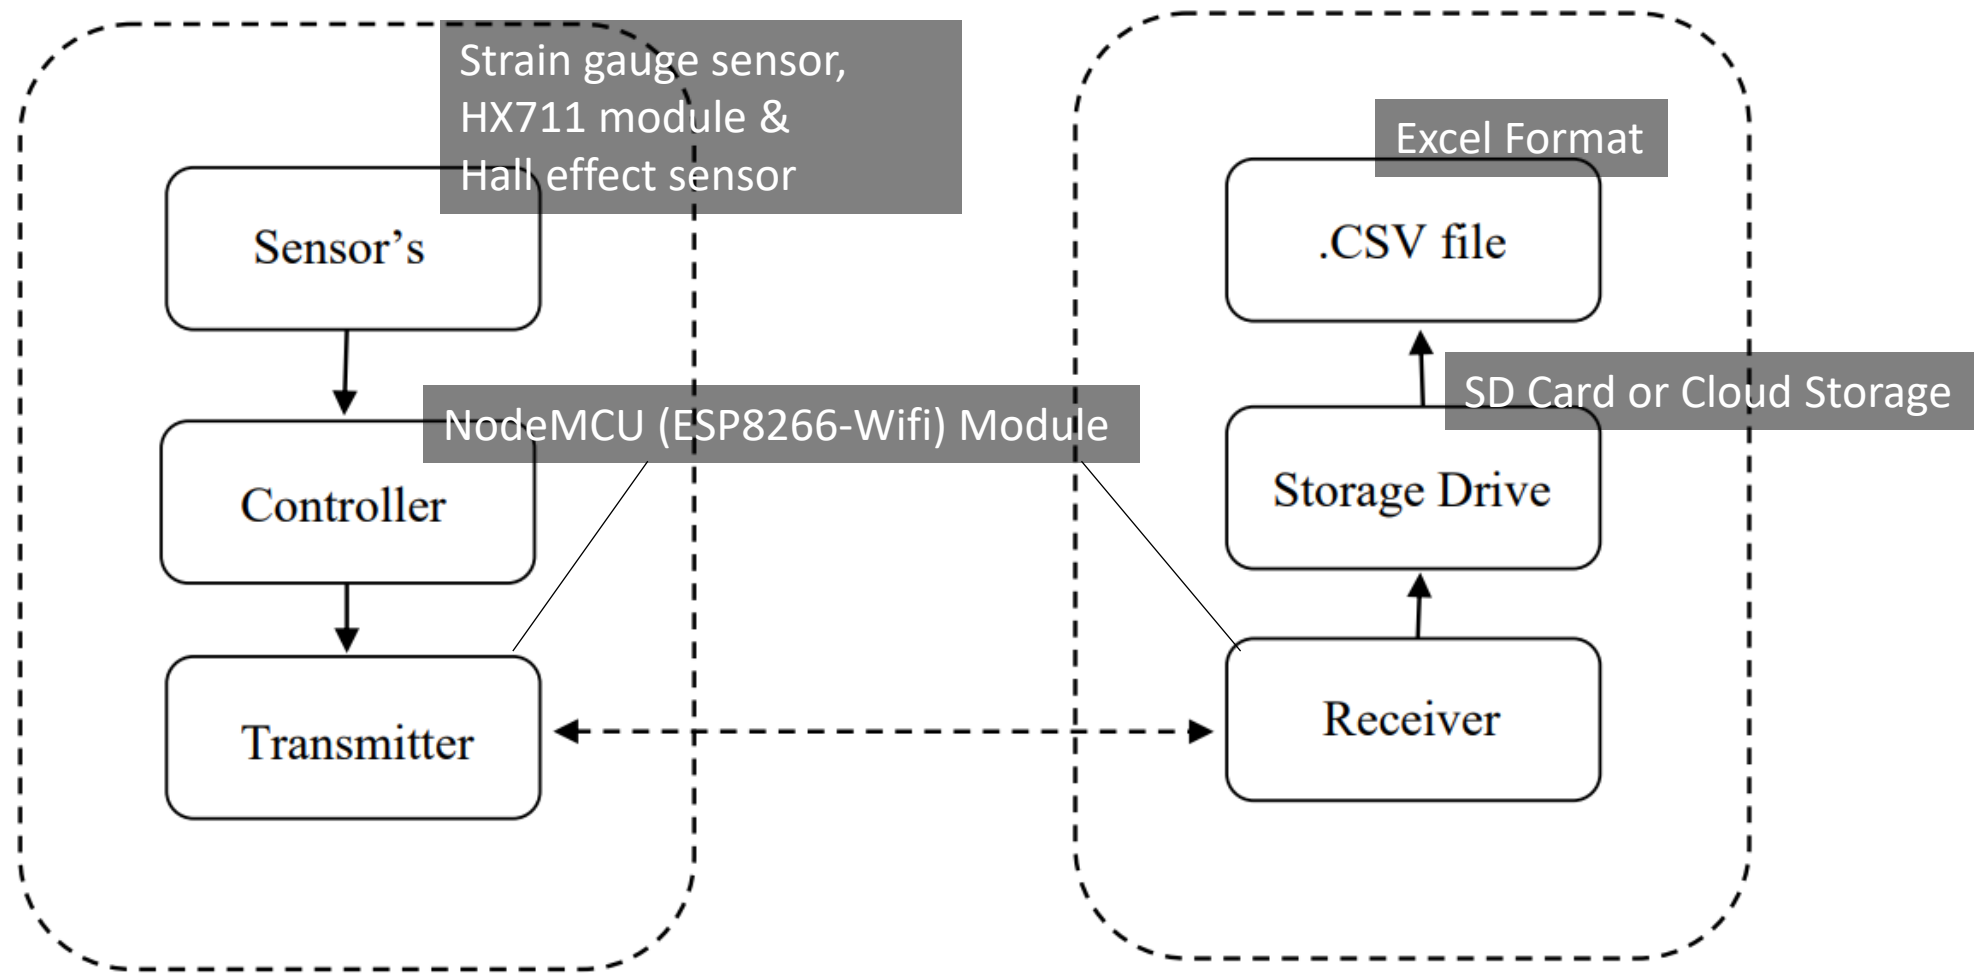 Strain gauge sensor,
HX711 module &
Hall effect sensor
Sensor's
NodeMCU (ESP8266-Wifi) Module
Controller
Transmitter
Excel Format
.CSV file
SD Card or Cloud Storage
Storage Drive
Receiver